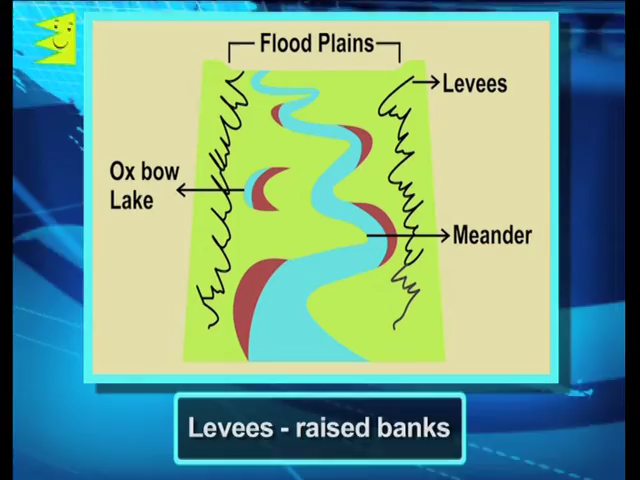 Flood Plains
Levees
Ox bow
Lake
Meander
Levees - raised banks